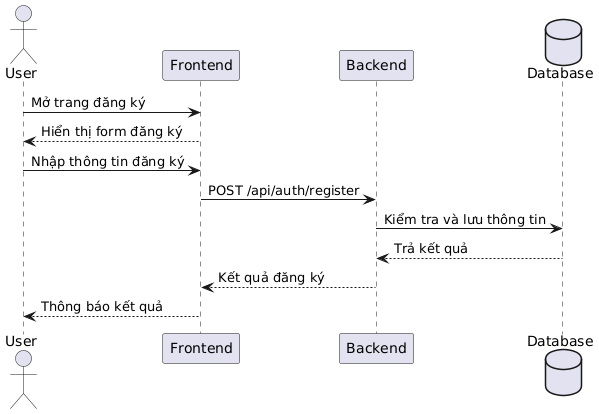 User
Frontend
Backend
Database
Mở trang đăng ký
Hiển thị form đăng ký
Nhập thông tin đăng ký
POST /api/auth/register
Kiểm tra và lưu thông tin
Trả kết quả
Kết quả đăng ký
Thông báo kết quả
User
Frontend
Backend
Database